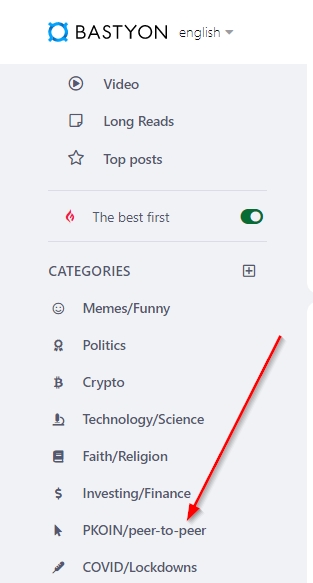 BASTYON english
Video
Long Reads
Top posts
The best first
CATEGORIES
Memes/Funny
Politics
Crypto
Technology/Science
Faith/Religion
Investing/Finance
PKOIN/peer-to-peer
COVID/Lockdowns